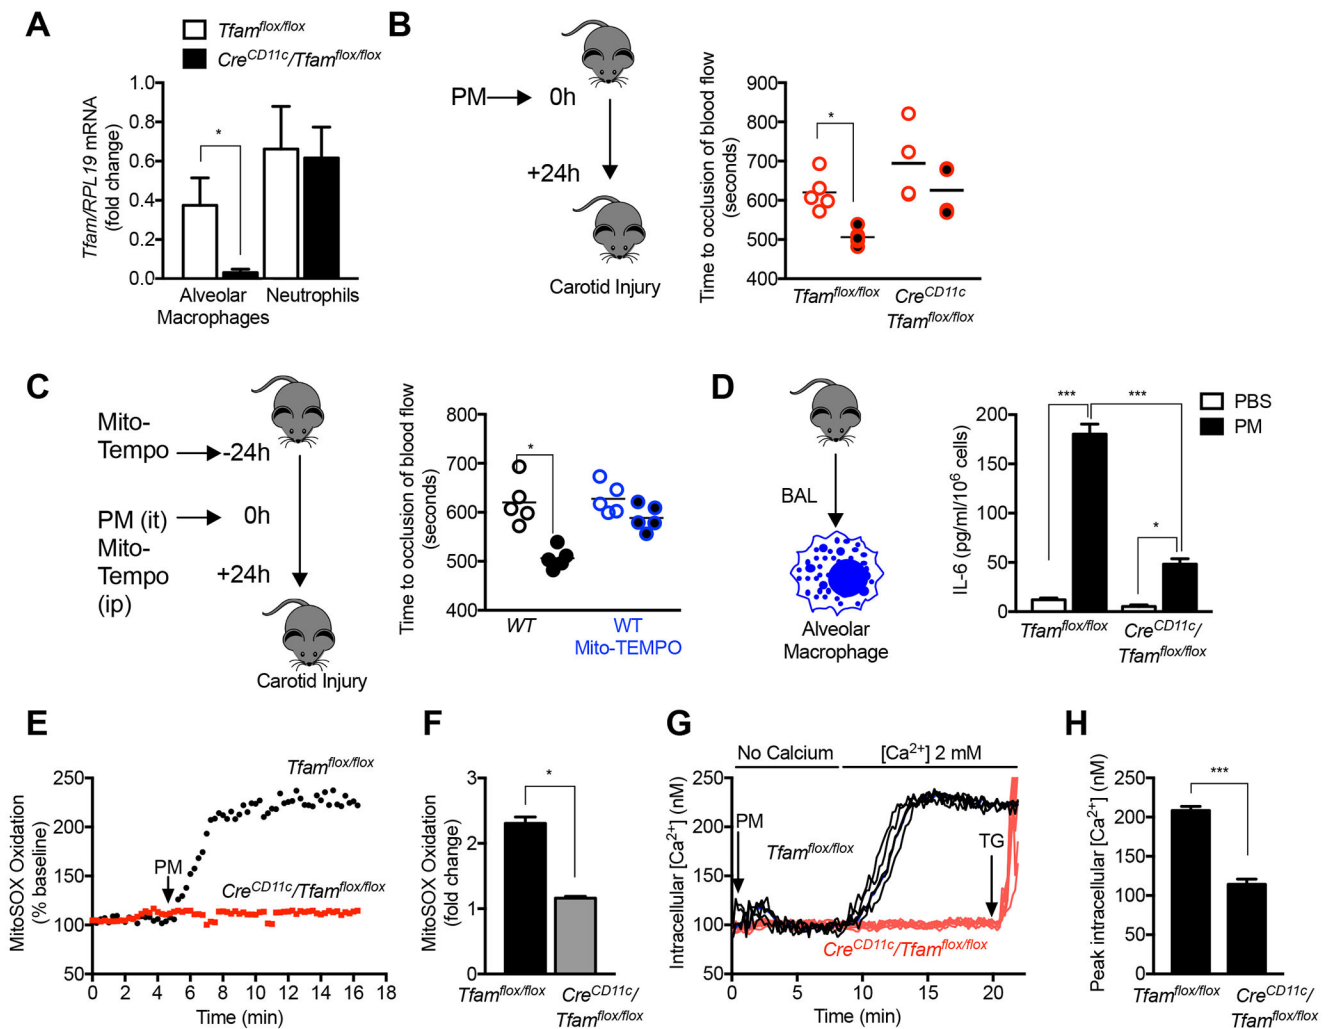 A
Tfam^flox/flox
Cre^CD11c/Tfam^flox/flox
Tfam/RPL19 mRNA
(fold change)
1.0
0.8
0.6
0.4
0.2
0.0
*
Alveolar
Macrophages
Neutrophils
B
PM
0h
+24h
Carotid Injury
Time to occlusion of blood flow
(seconds)
900
800
700
600
500
400
*
Tfam^flox/flox
Cre^CD11c
Tfam^flox/flox
C
Mito-
Tempo
-24h
PM (it)
0h
Mito-
Tempo
(ip)
+24h
Carotid Injury
Time to occlusion of blood flow
(seconds)
800
700
600
500
400
*
WT
WT
Mito-TEMPO
D
BAL
Alveolar
Macrophage
PBS
PM
IL-6 (pg/ml/10^6 cells)
200
150
100
50
0
***
***
*
Tfam^flox/flox
Cre^CD11c/
Tfam^flox/flox
E
MitoSOX Oxidation
(% baseline)
250
200
150
100
50
Tfam^flox/flox
PM
Cre^CD11c/Tfam^flox/flox
0 2 4 6 8 10 12 14 16 18
Time (min)
F
MitoSOX Oxidation
(fold change)
3
2
1
0
*
Tfam^flox/flox
Cre^CD11c/
Tfam^flox/flox
G
No Calcium
[Ca²⁺] 2 mM
Intracellular [Ca²⁺] (nM)
250
200
150
100
50
PM
Tfam^flox/flox
TG
Cre^CD11c/Tfam^flox/flox
0 5 10 15 20
Time (min)
H
Peak intracellular [Ca²⁺] (nM)
250
200
150
100
50
0
***
Tfam^flox/flox
Cre^CD11c/
Tfam^flox/flox